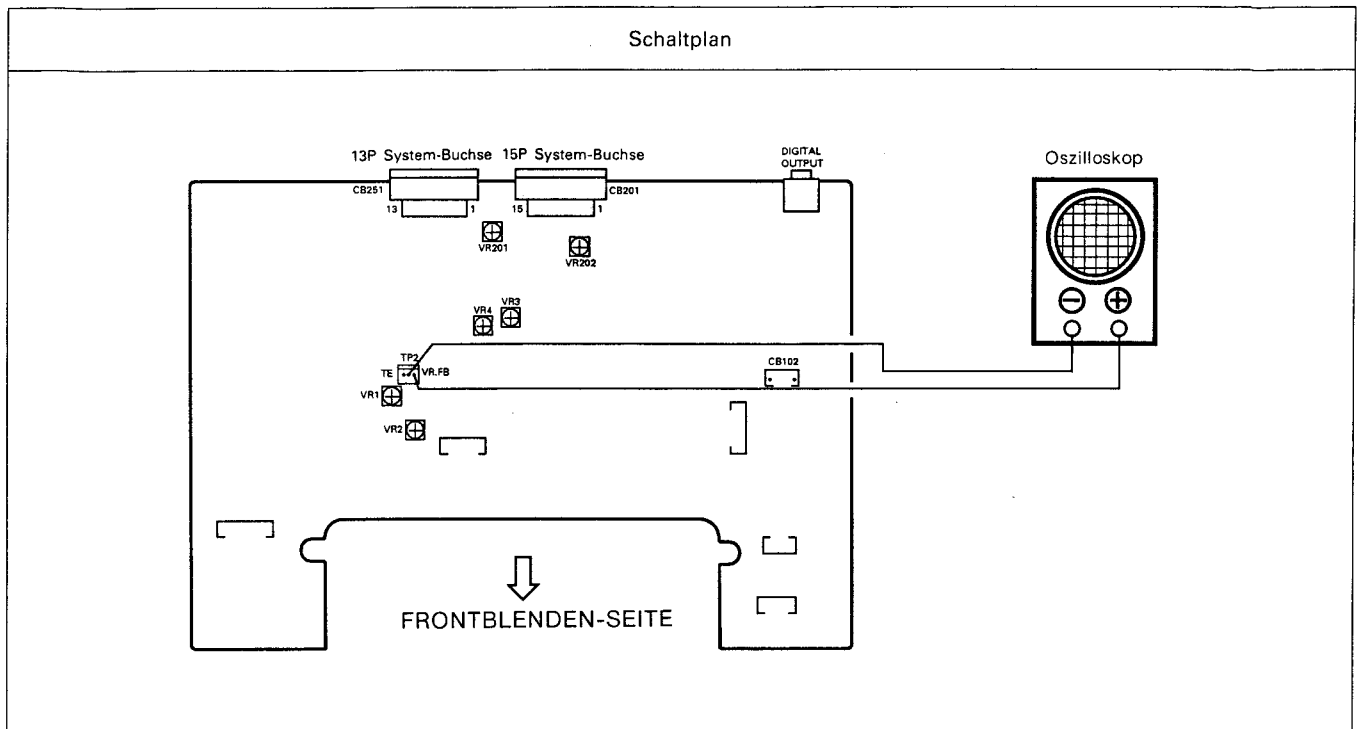 Schaltplan
13P System-Buchse 15P System-Buchse
DIGITAL
OUTPUT
Oszilloskop
CB251
CB201
13 1
15 1
VR201
VR202
VR3
VR4
TP2
TE
VR.FB
CB102
VR1
VR2
FRONTBLENDEN-SEITE